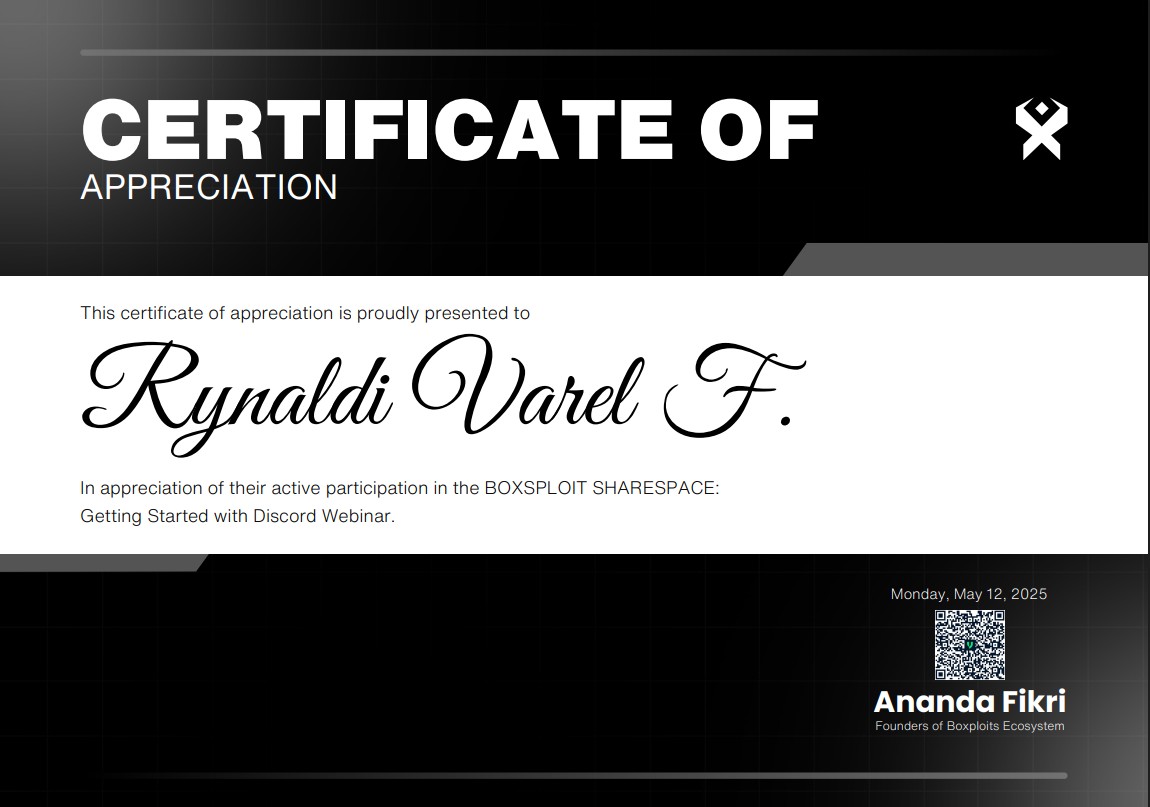 CERTIFICATE OF
APPRECIATION
This certificate of appreciation is proudly presented to
Rynaldi Varel F.
In appreciation of their active participation in the BOXSPLOIT SHARESPACE:
Getting Started with Discord Webinar.
Monday, May 12, 2025
Ananda Fikri
Founders of Boxploits Ecosystem